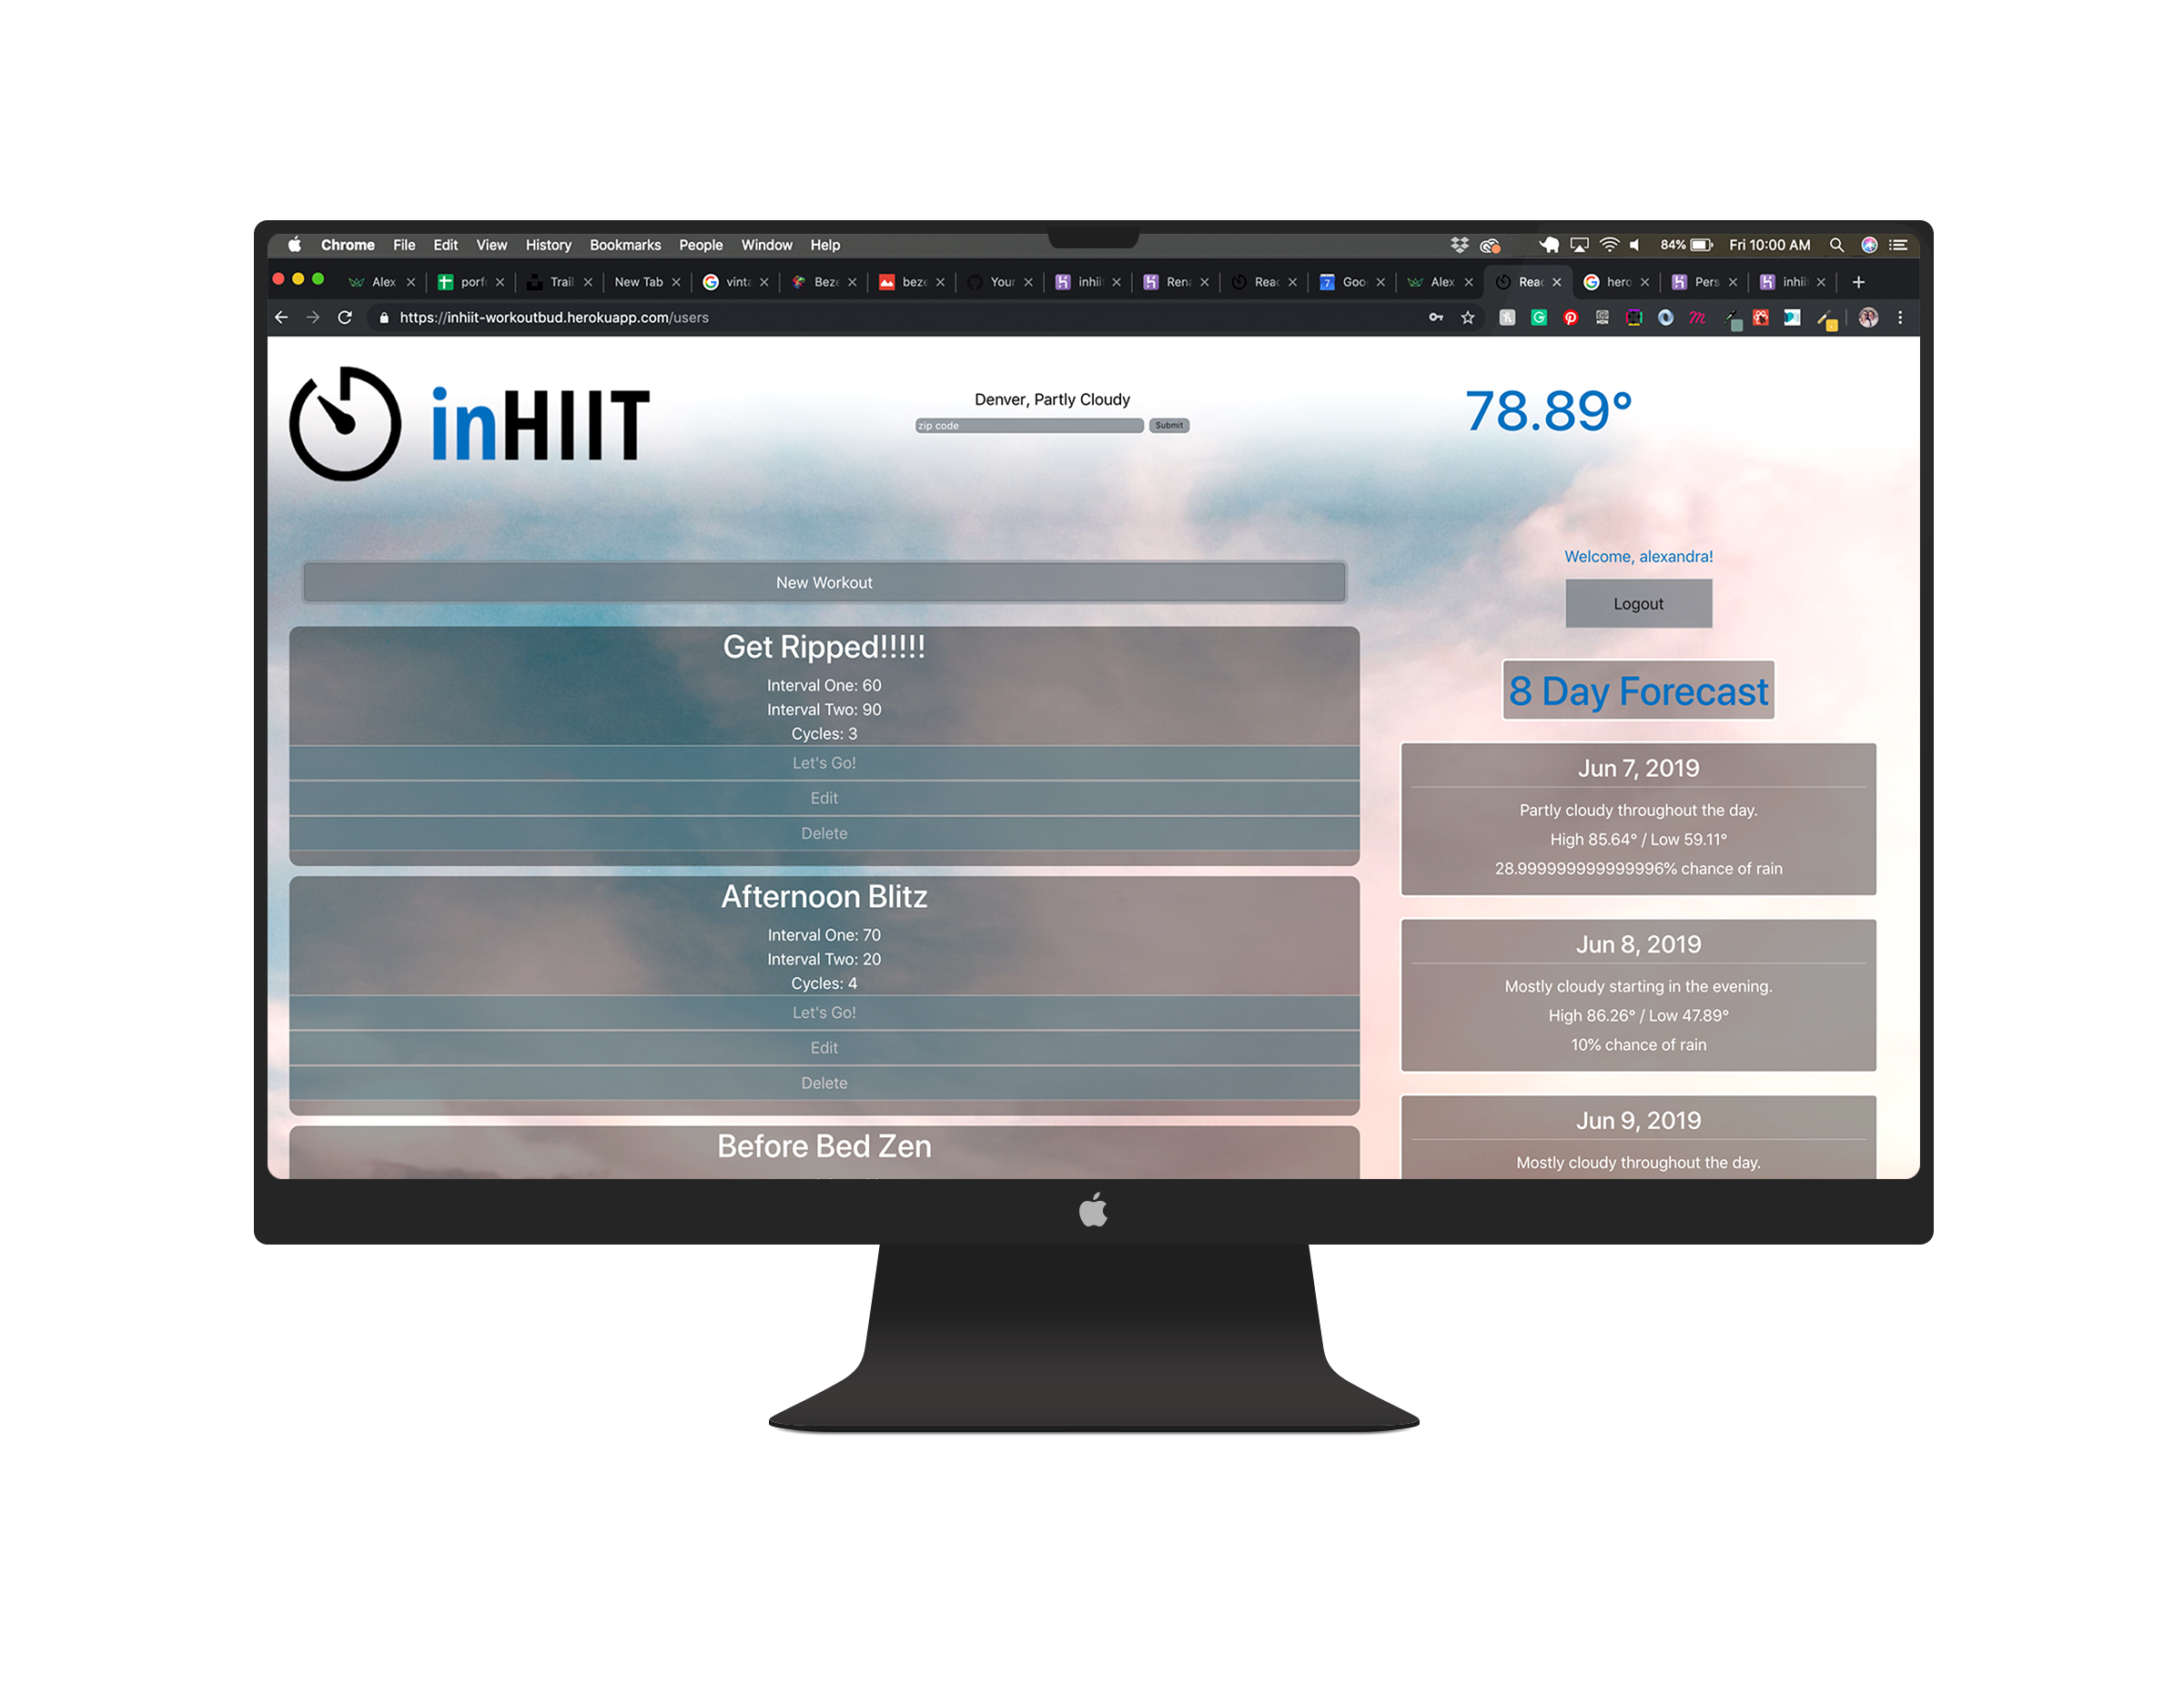 Chrome File Edit View History Bookmarks People Window Help 84% Fri 10:00 AM
Alex porfo Trail New Tab vinta Beze beze Your inhiit Rena Reac 7 Goo Alex Reac hero Pers inhiit
https://inhiit-workoutbud.herokuapp.com/users
inHIIT
Denver, Partly Cloudy
zip code Submit
78.89°
Welcome, alexandra!
Logout
New Workout
Get Ripped!!!!!
Interval One: 60
Interval Two: 90
Cycles: 3
Let's Go!
Edit
Delete
Afternoon Blitz
Interval One: 70
Interval Two: 20
Cycles: 4
Let's Go!
Edit
Delete
Before Bed Zen
8 Day Forecast
Jun 7, 2019
Partly cloudy throughout the day.
High 85.64° / Low 59.11°
28.999999999999996% chance of rain
Jun 8, 2019
Mostly cloudy starting in the evening.
High 86.26° / Low 47.89°
10% chance of rain
Jun 9, 2019
Mostly cloudy throughout the day.